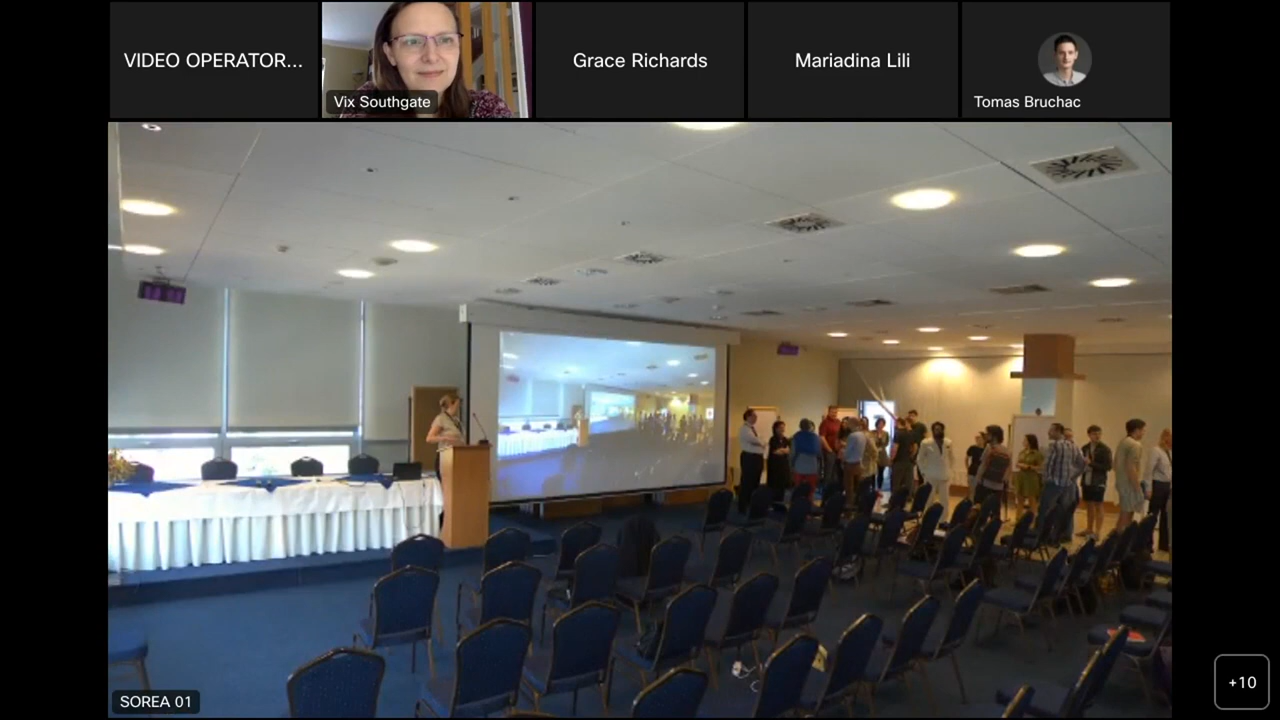 VIDEO OPERATOR...
Vix Southgate
Grace Richards
Mariadina Lili
Tomas Bruchac
SOREA 01
+10